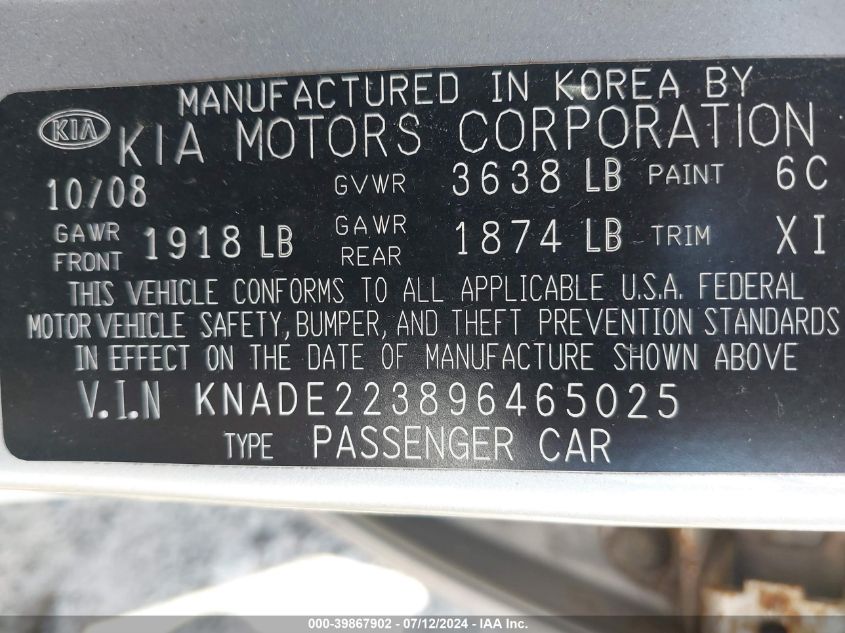 MANUFACTURED IN KOREA BY
KIA KIA MOTORS CORPORATION
10/08 GVWR 3638 LB PAINT 6C
GAWR FRONT 1918 LB GAWR REAR 1874 LB TRIM XI
THIS VEHICLE CONFORMS TO ALL APPLICABLE U.S.A. FEDERAL
MOTOR VEHICLE SAFETY, BUMPER, AND THEFT PREVENTION STANDARDS
IN EFFECT ON THE DATE OF MANUFACTURE SHOWN ABOVE
V.I.N KNADE223896465025
TYPE PASSENGER CAR
000-39867902 - 07/12/2024 - IAA Inc.